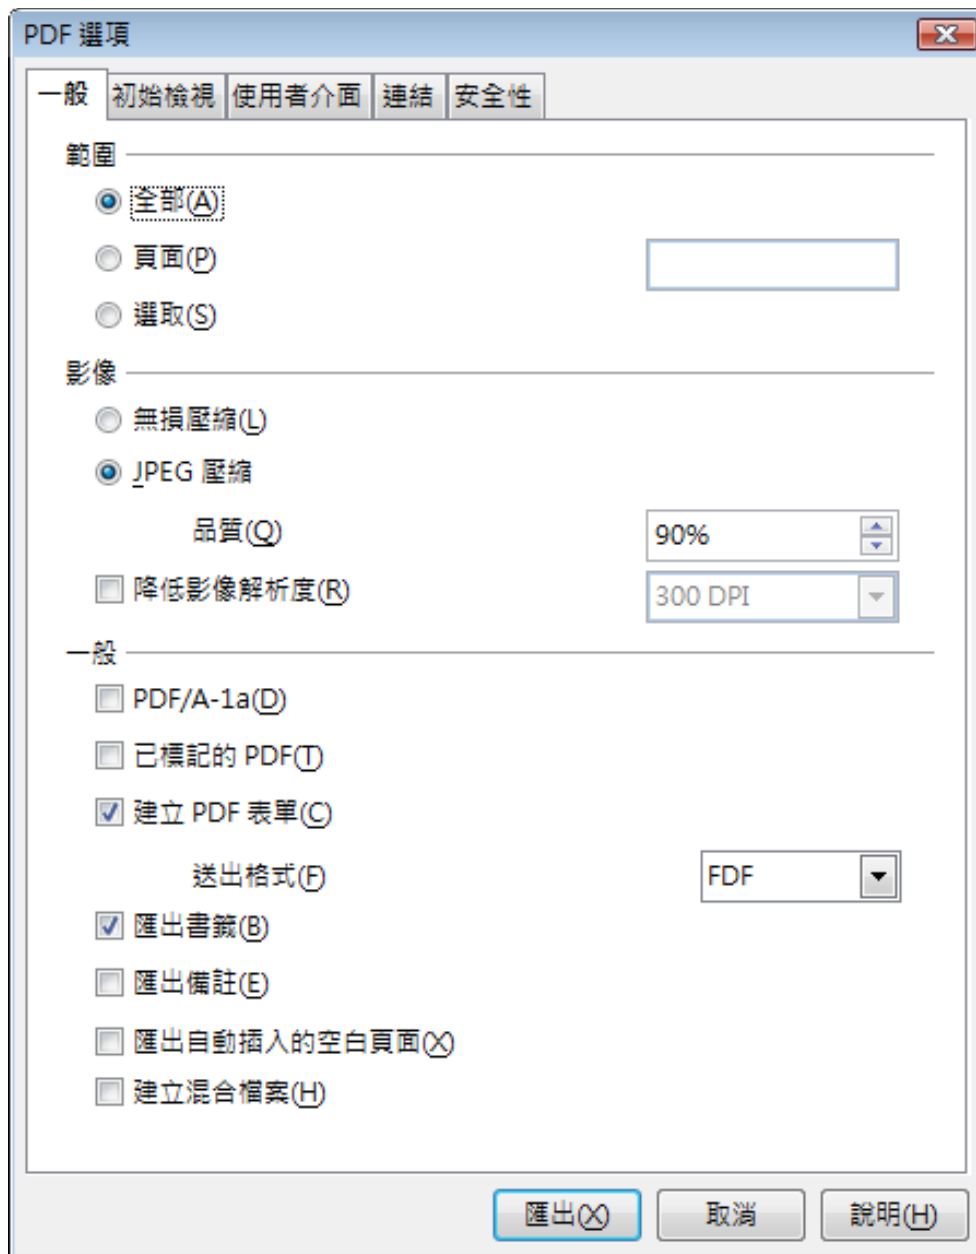 PDF 選項
一般 初始檢視 使用者介面 連結 安全性
範圍
全部(A)
頁面(P)
選取(S)
影像
無損壓縮(L)
JPEG 壓縮
品質(Q) 90%
降低影像解析度(R) 300 DPI
一般
PDF/A-1a(D)
已標記的 PDF(T)
建立 PDF 表單(C)
送出格式(F) FDF
匯出書籤(B)
匯出備註(E)
匯出自動插入的空白頁面(X)
建立混合檔案(H)
匯出(X) 取消 說明(H)